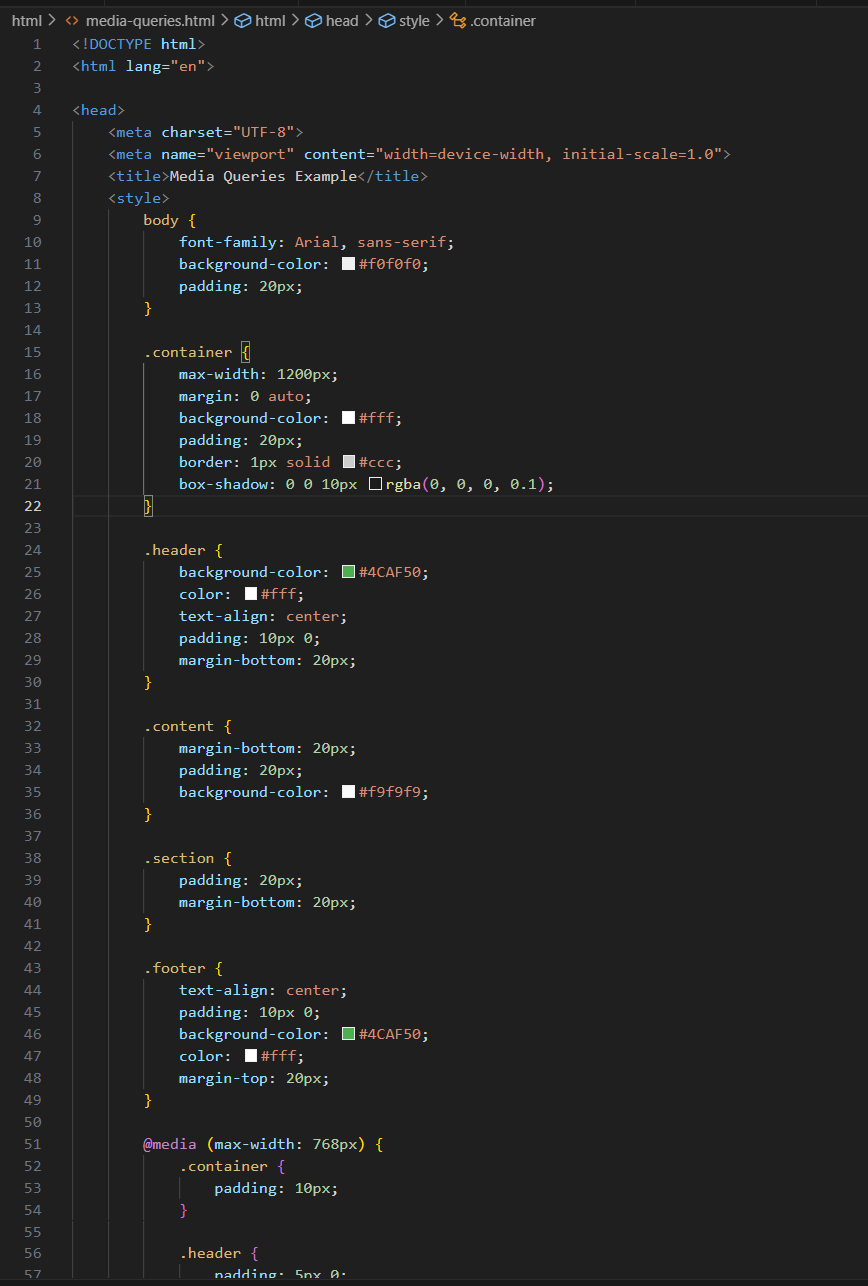 html > <> media-queries.html > html > head > style > .container
1 <!DOCTYPE html>
2 <html lang="en">
3
4 <head>
5     <meta charset="UTF-8">
6     <meta name="viewport" content="width=device-width, initial-scale=1.0">
7     <title>Media Queries Example</title>
8     <style>
9         body {
10             font-family: Arial, sans-serif;
11             background-color: #f0f0f0;
12             padding: 20px;
13         }
14
15         .container {
16             max-width: 1200px;
17             margin: 0 auto;
18             background-color: #fff;
19             padding: 20px;
20             border: 1px solid #ccc;
21             box-shadow: 0 0 10px rgba(0, 0, 0, 0.1);
22         }
23
24         .header {
25             background-color: #4CAF50;
26             color: #fff;
27             text-align: center;
28             padding: 10px 0;
29             margin-bottom: 20px;
30         }
31
32         .content {
33             margin-bottom: 20px;
34             padding: 20px;
35             background-color: #f9f9f9;
36         }
37
38         .section {
39             padding: 20px;
40             margin-bottom: 20px;
41         }
42
43         .footer {
44             text-align: center;
45             padding: 10px 0;
46             background-color: #4CAF50;
47             color: #fff;
48             margin-top: 20px;
49         }
50
51         @media (max-width: 768px) {
52             .container {
53                 padding: 10px;
54             }
55
56             .header {
57                 padding: 5px 0;